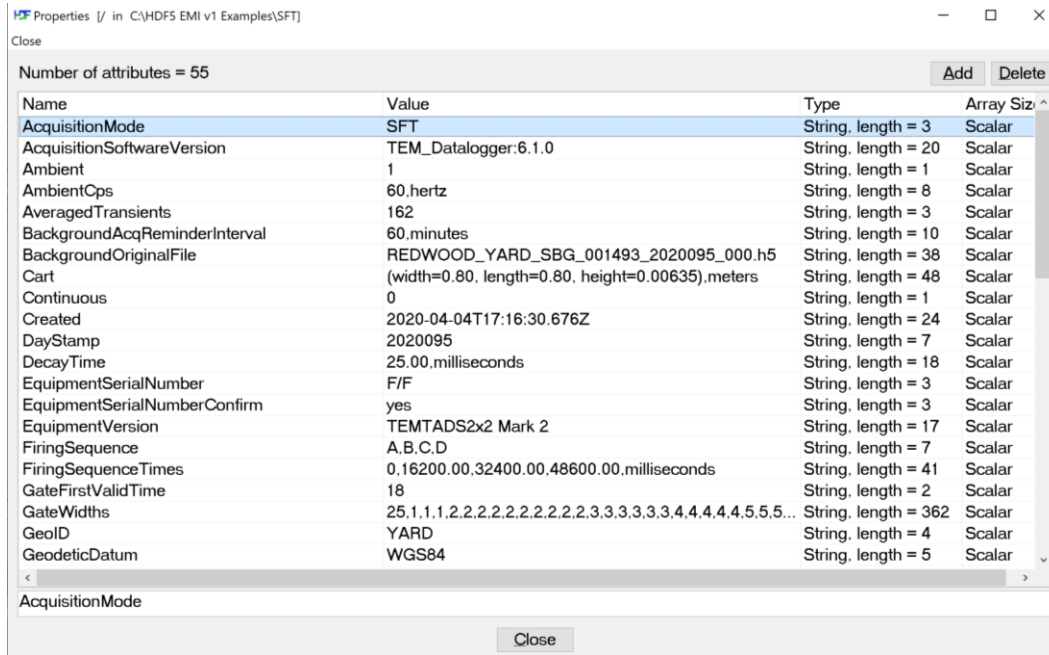 HDF Properties [/ in C:\HDF5 EMI v1 Examples\SFT]
Close
Number of attributes = 55 Add Delete
Name Value Type Array Siz
AcquisitionMode SFT String, length = 3 Scalar
AcquisitionSoftwareVersion TEM_Datalogger:6.1.0 String, length = 20 Scalar
Ambient 1 String, length = 1 Scalar
AmbientCps 60,hertz String, length = 8 Scalar
AveragedTransients 162 String, length = 3 Scalar
BackgroundAcqReminderInterval 60,minutes String, length = 10 Scalar
BackgroundOriginalFile REDWOOD_YARD_SBG_001493_2020095_000.h5 String, length = 38 Scalar
Cart (width=0.80, length=0.80, height=0.00635),meters String, length = 48 Scalar
Continuous 0 String, length = 1 Scalar
Created 2020-04-04T17:16:30.676Z String, length = 24 Scalar
DayStamp 2020095 String, length = 7 Scalar
DecayTime 25.00,milliseconds String, length = 18 Scalar
EquipmentSerialNumber F/F String, length = 3 Scalar
EquipmentSerialNumberConfirm yes String, length = 3 Scalar
EquipmentVersion TEMTADS2x2 Mark 2 String, length = 17 Scalar
FiringSequence A,B,C,D String, length = 7 Scalar
FiringSequenceTimes 0,16200.00,32400.00,48600.00,milliseconds String, length = 41 Scalar
GateFirstValidTime 18 String, length = 2 Scalar
GateWidths 25,1,1,1,2,2,2,2,2,2,2,2,2,2,3,3,3,3,3,3,4,4,4,4,4,5,5,5... String, length = 362 Scalar
GeoID YARD String, length = 4 Scalar
GeodeticDatum WGS84 String, length = 5 Scalar
AcquisitionMode
Close